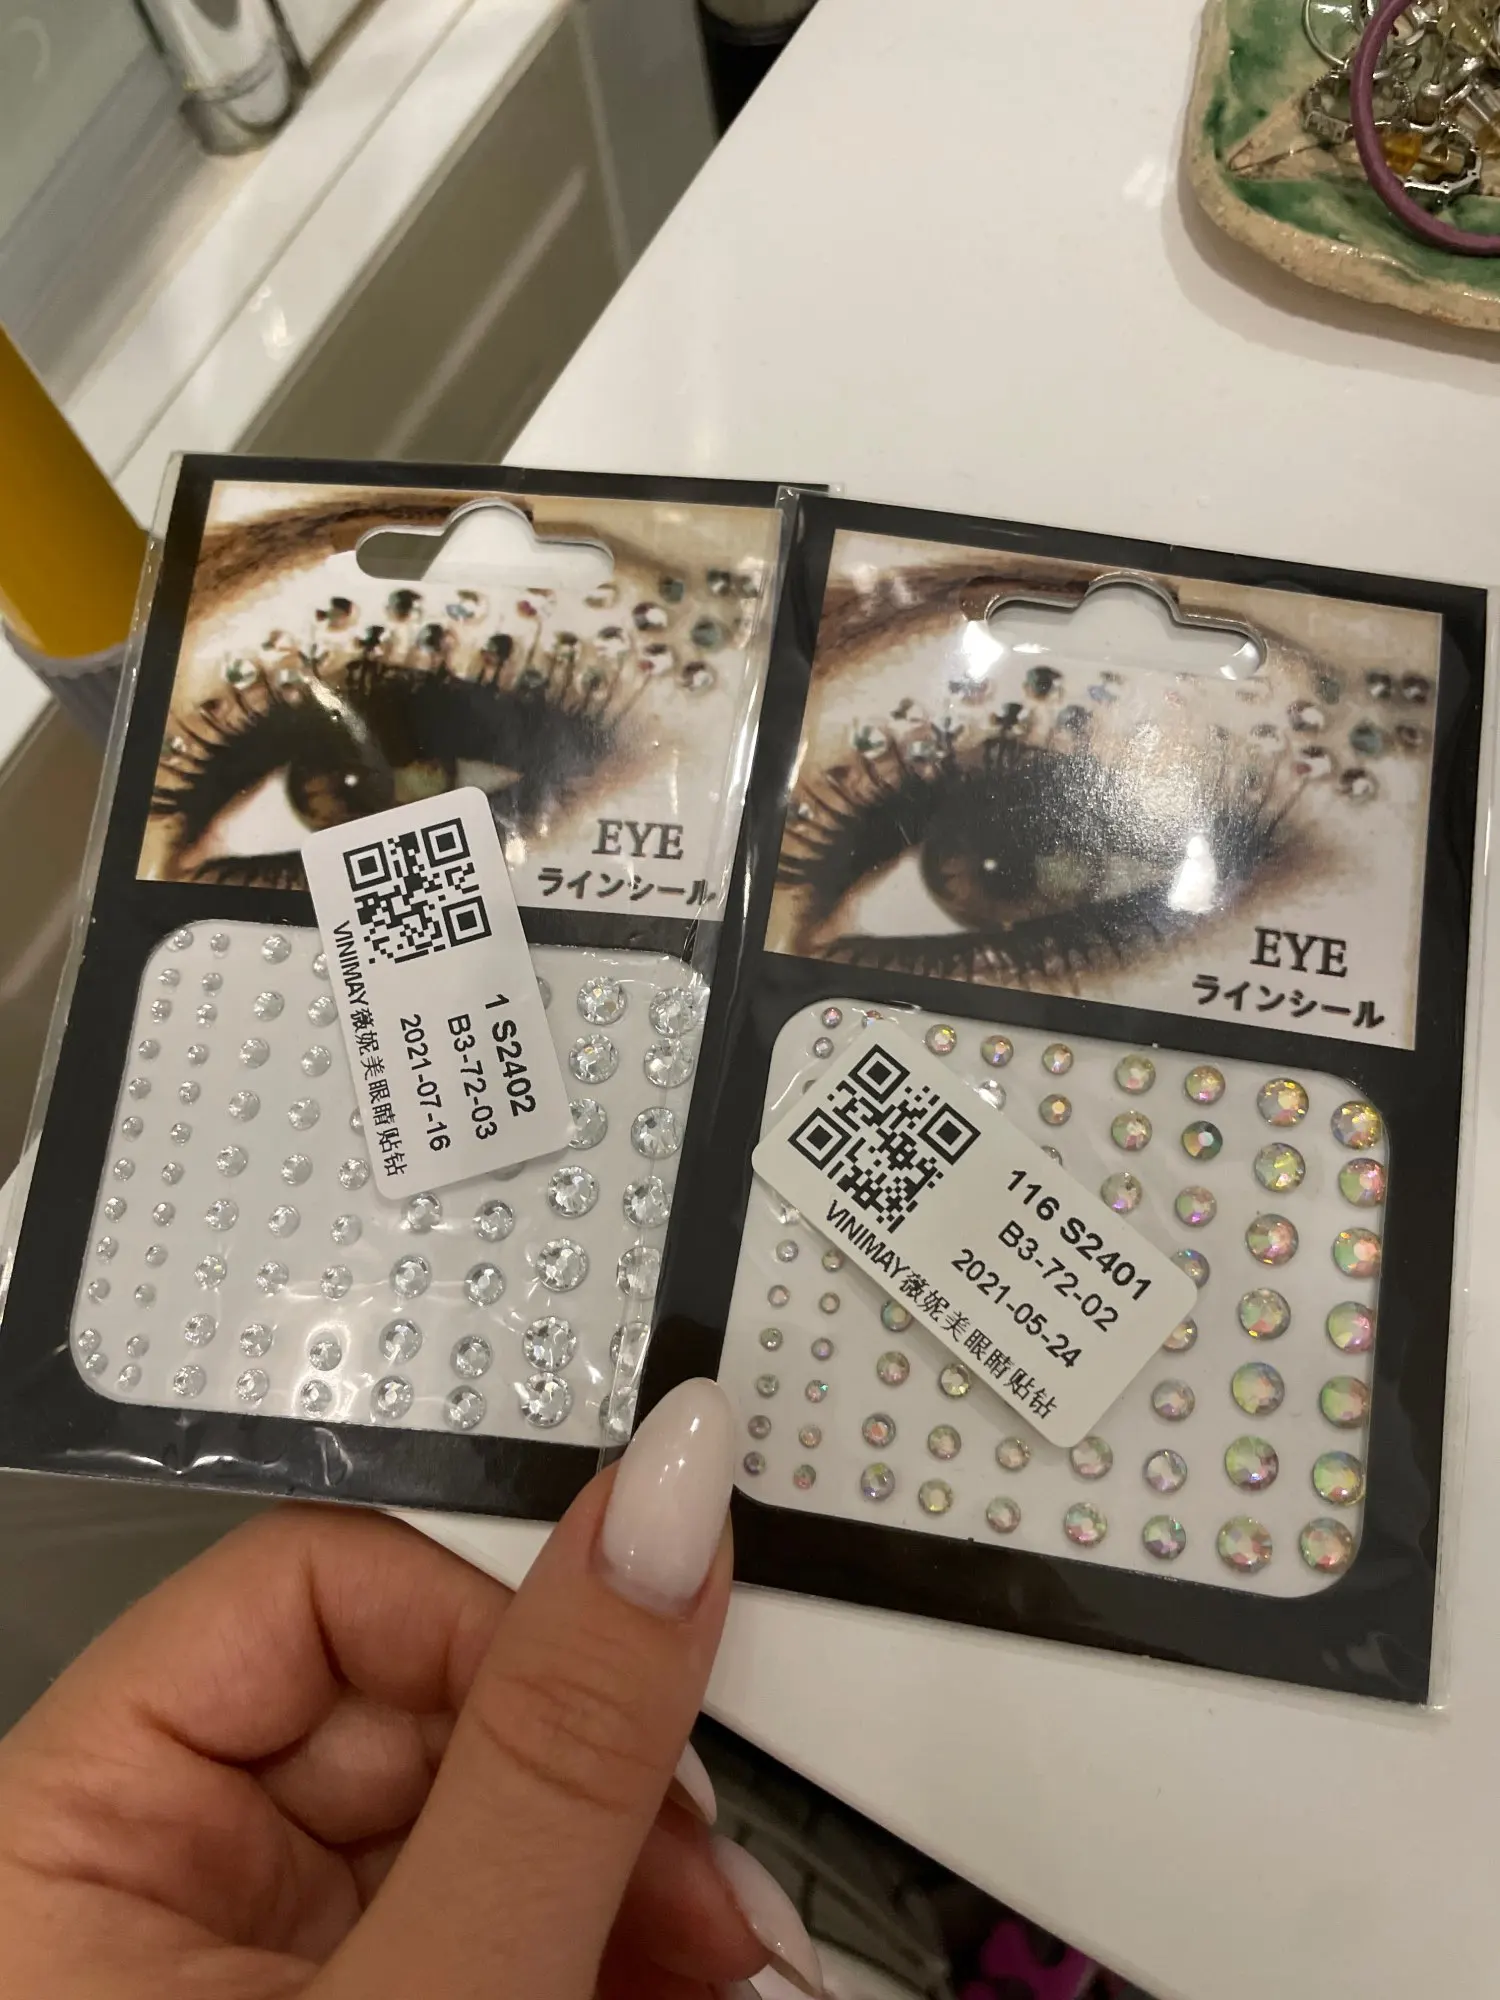 EYE
ラインシール
VINIMAY薇妮美眼睛贴钻
1 S2402
B3-72-03
2021-07-16
EYE
ラインシール
116 S2401
B3-72-02
2021-05-24
VINIMAY薇妮美眼睛贴钻